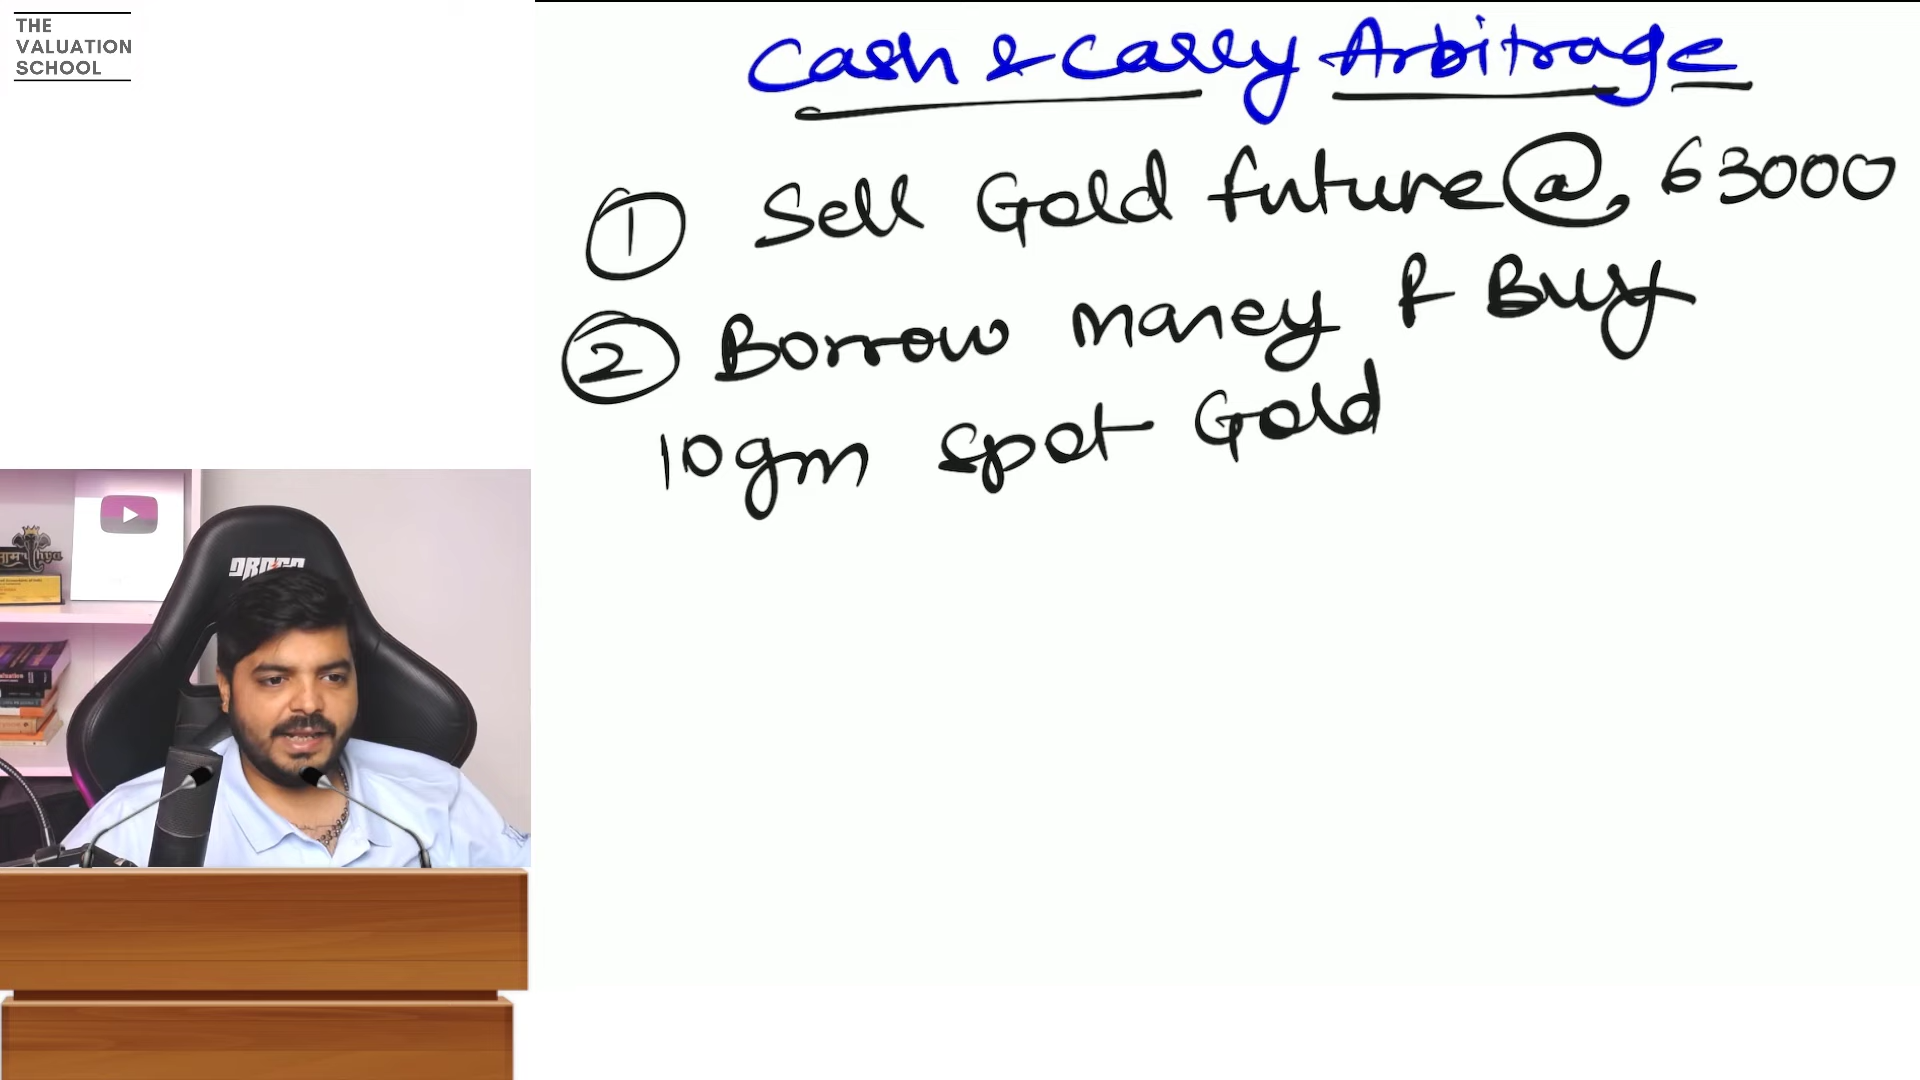 THE
VALUATION
SCHOOL
Cash & Carry Arbitrage
① Sell Gold future @ 63000
② Borrow money & Buy
10gm spot Gold